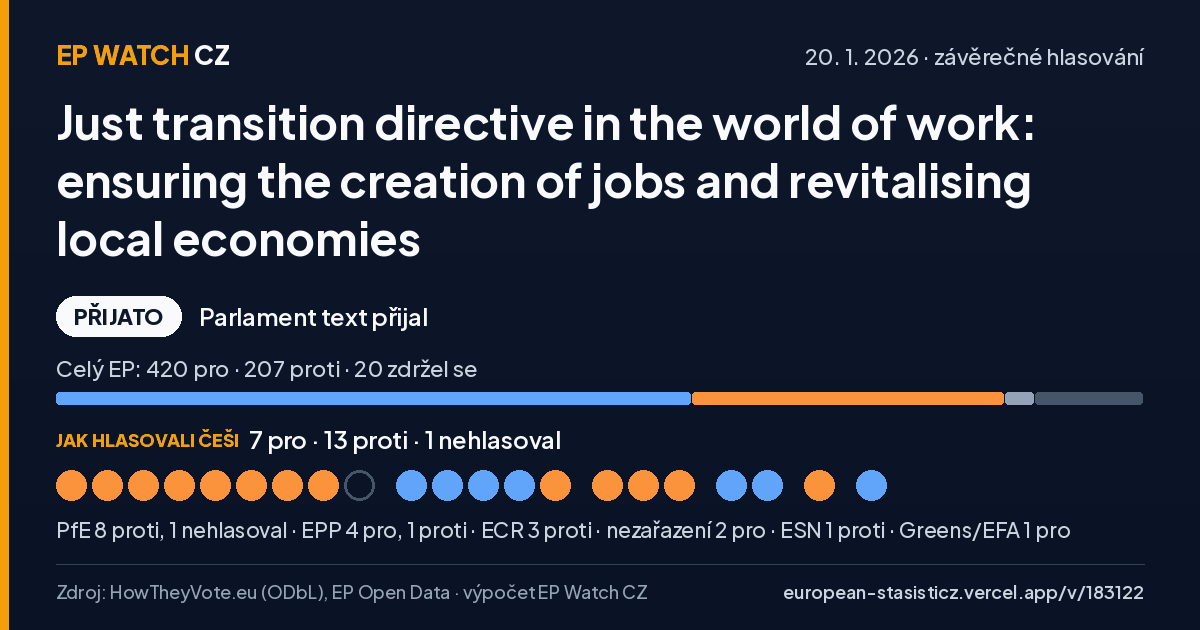 EP WATCH CZ
20. 1. 2026 · závěrečné hlasování
Just transition directive in the world of work:
ensuring the creation of jobs and revitalising
local economies
PŘIJATO Parlament text přijal
Celý EP: 420 pro · 207 proti · 20 zdržel se
JAK HLASOVALI ČEŠI 7 pro · 13 proti · 1 nehlasoval
PfE 8 proti, 1 nehlasoval · EPP 4 pro, 1 proti · ECR 3 proti · nezařazení 2 pro · ESN 1 proti · Greens/EFA 1 pro
Zdroj: HowTheyVote.eu (ODbL), EP Open Data · výpočet EP Watch CZ
european-stasisticz.vercel.app/v/183122